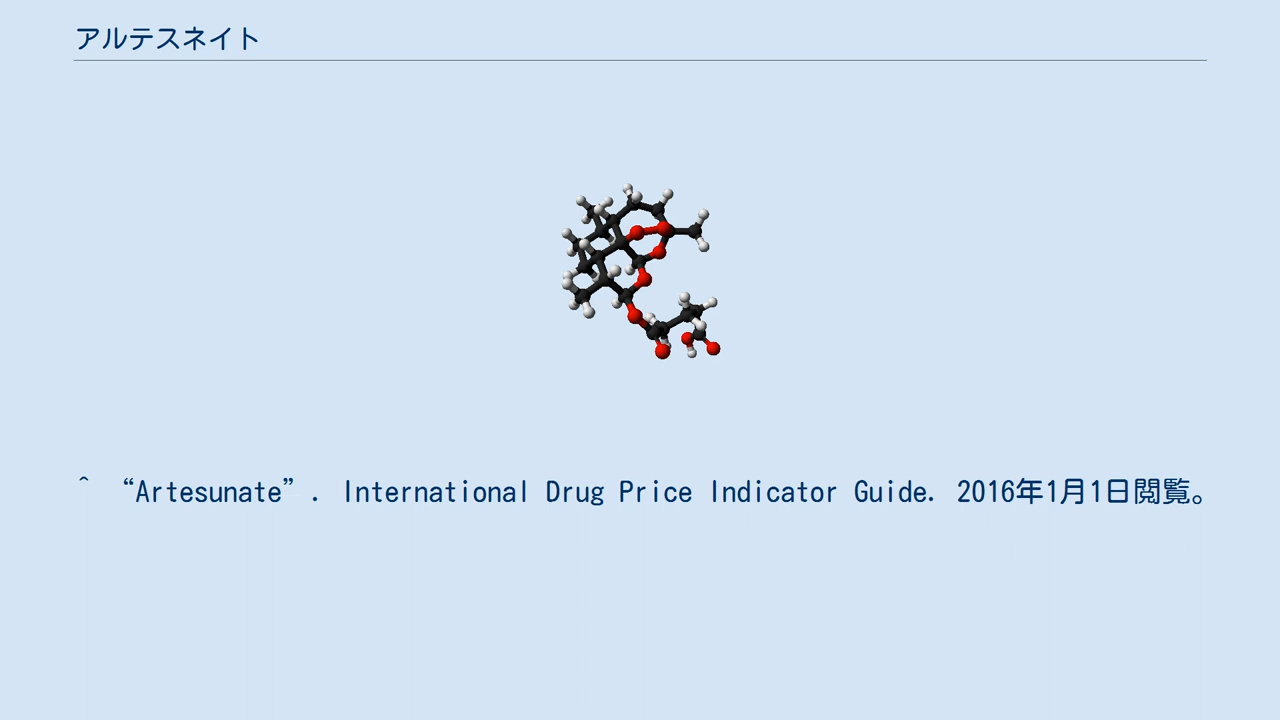 アルテスネイト
^ “Artesunate”. International Drug Price Indicator Guide. 2016年1月1日閲覧。